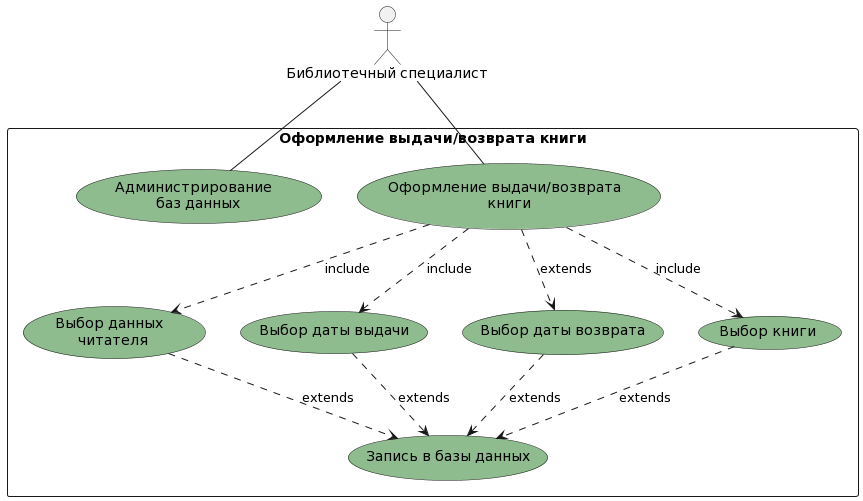 Библиотечный специалист
Оформление выдачи/возврата книги
Администрирование
баз данных
Оформление выдачи/возврата
книги
include
include
extends
include
Выбор данных
читателя
Выбор даты выдачи
Выбор даты возврата
Выбор книги
extends
extends
extends
extends
Запись в базы данных